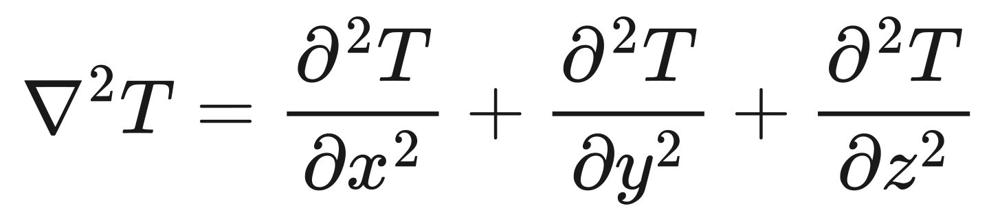 ∇²T = ∂²T/∂x² + ∂²T/∂y² + ∂²T/∂z²